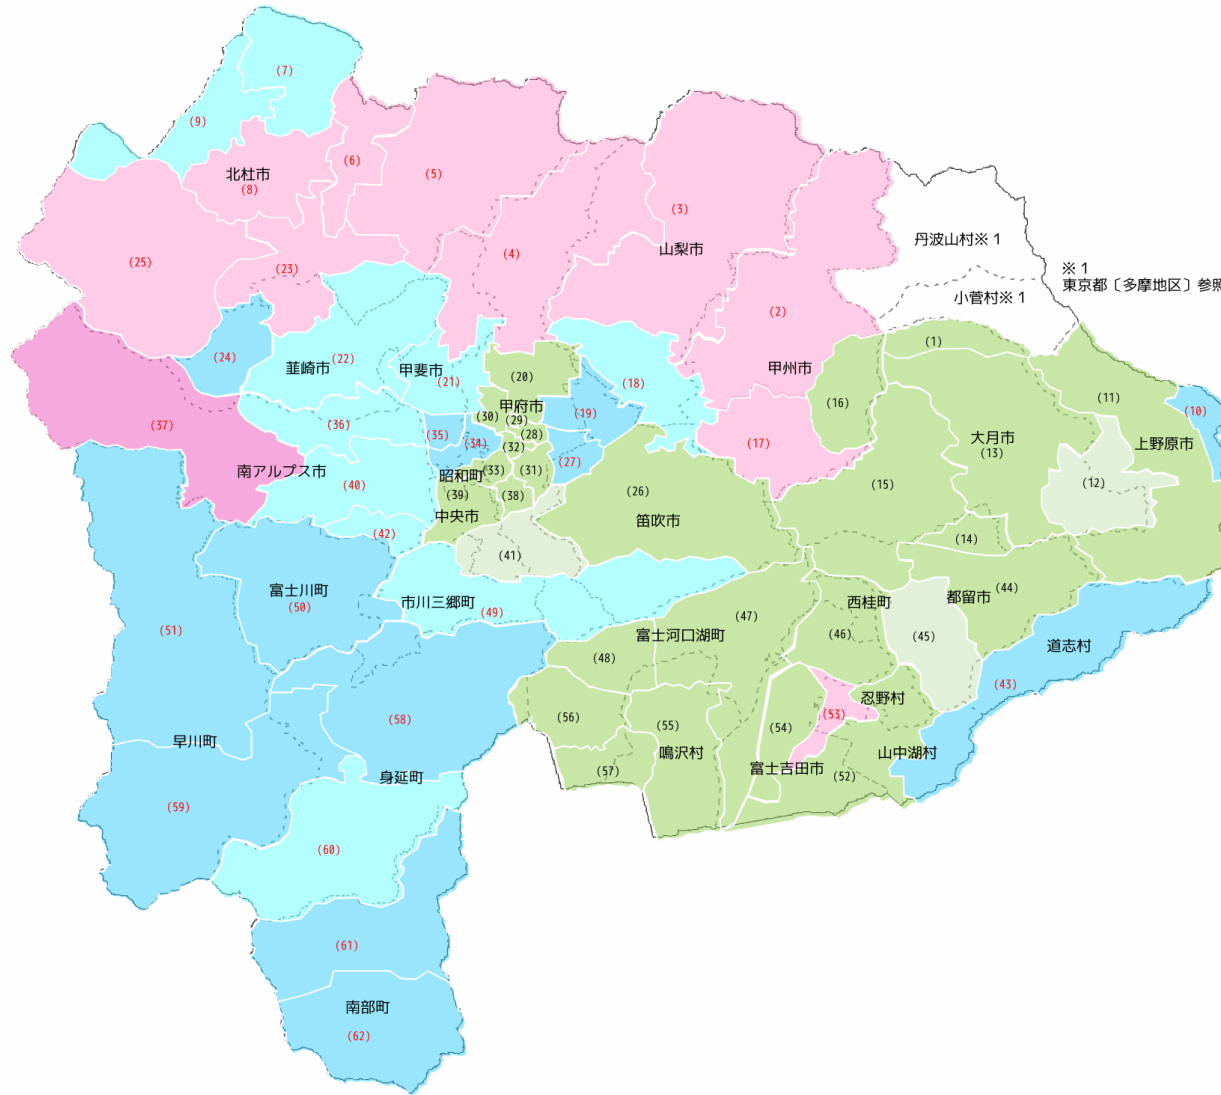 (7)
(9)
(6)
北杜市
(8)
(5)
(3)
(25)
(23)
(4)
山梨市
丹波山村※1
※1
東京都〔多摩地区〕参照
小菅村※1
(2)
(1)
(24)
韮崎市
(22)
甲斐市
(21)
(20)
(18)
甲州市
(16)
(11)
(10)
(37)
(36)
(35)
(34)
(30)
甲府市
(29)
(28)
(19)
(32)
(27)
(17)
大月市
(13)
上野原市
南アルプス市
(40)
昭和町
(33)
(31)
(39)
(38)
(26)
(15)
(12)
中央市
笛吹市
(42)
(41)
(14)
富士川町
(50)
市川三郷町
(49)
西桂町
都留市
(44)
(51)
(47)
富士河口湖町
(46)
(45)
道志村
(48)
(43)
忍野村
(58)
(56)
(55)
(54)
(53)
早川町
鳴沢村
山中湖村
身延町
(57)
富士吉田市
(52)
(59)
(60)
(61)
南部町
(62)